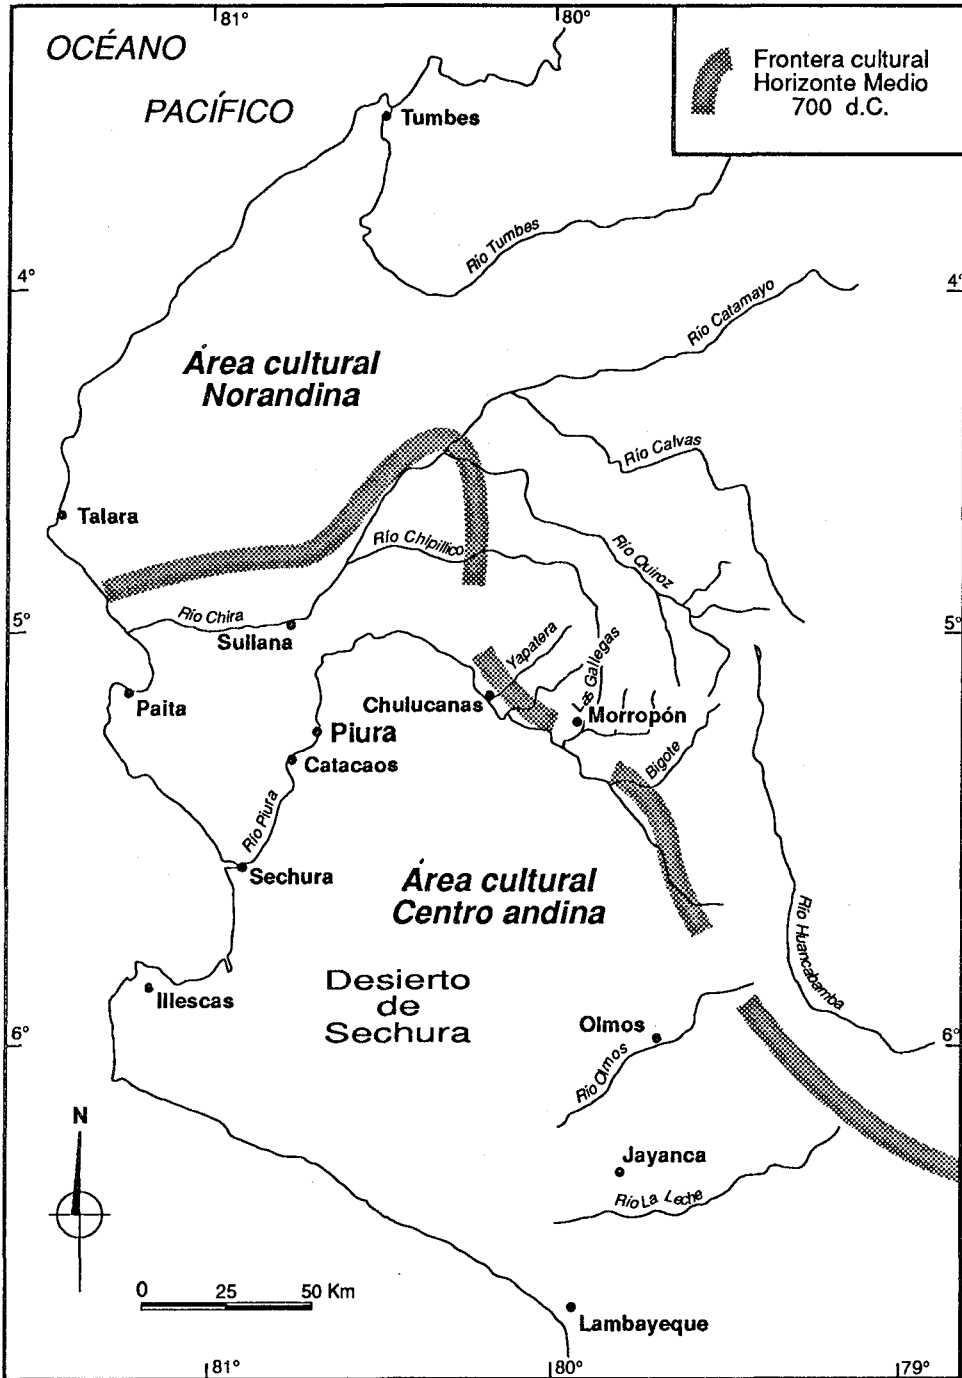 81°
80°
OCÉANO
PACÍFICO
Frontera cultural
Horizonte Medio
700 d.C.
Tumbes
Río Tumbes
4°
4°
Río Catamayo
Área cultural
Norandina
Río Calvas
Talara
Río Chipillico
Río Quiroz
Río Chira
5°
5°
Sullana
Yapatera
Las Gallegas
Paita
Chulucanas
Morropón
Piura
Catacaos
Bigote
Río Piura
Sechura
Área cultural
Centro andina
Río Huancabamba
Desierto
de
Sechura
Illescas
Olmos
6°
6°
Río Olmos
N
Jayanca
Río La Leche
0 25 50 Km
Lambayeque
81°
80°
79°